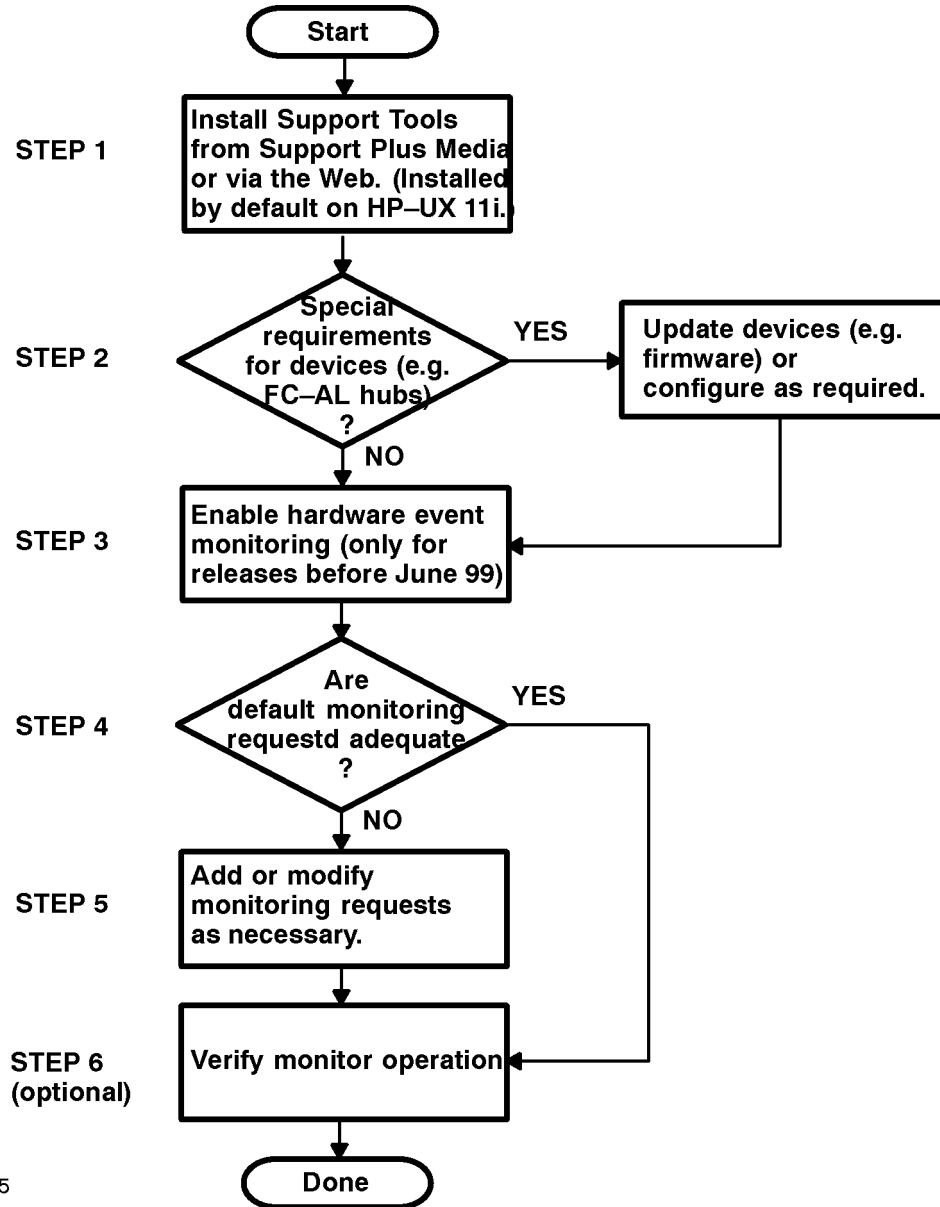 Start
STEP 1
Install Support Tools
from Support Plus Media
or via the Web. (Installed
by default on HP–UX 11i.)
STEP 2
Special
requirements
for devices (e.g.
FC–AL hubs)
?
YES
Update devices (e.g.
firmware) or
configure as required.
NO
STEP 3
Enable hardware event
monitoring (only for
releases before June 99)
STEP 4
Are
default monitoring
requestd adequate
?
YES
NO
STEP 5
Add or modify
monitoring requests
as necessary.
STEP 6
(optional)
Verify monitor operation
Done
5